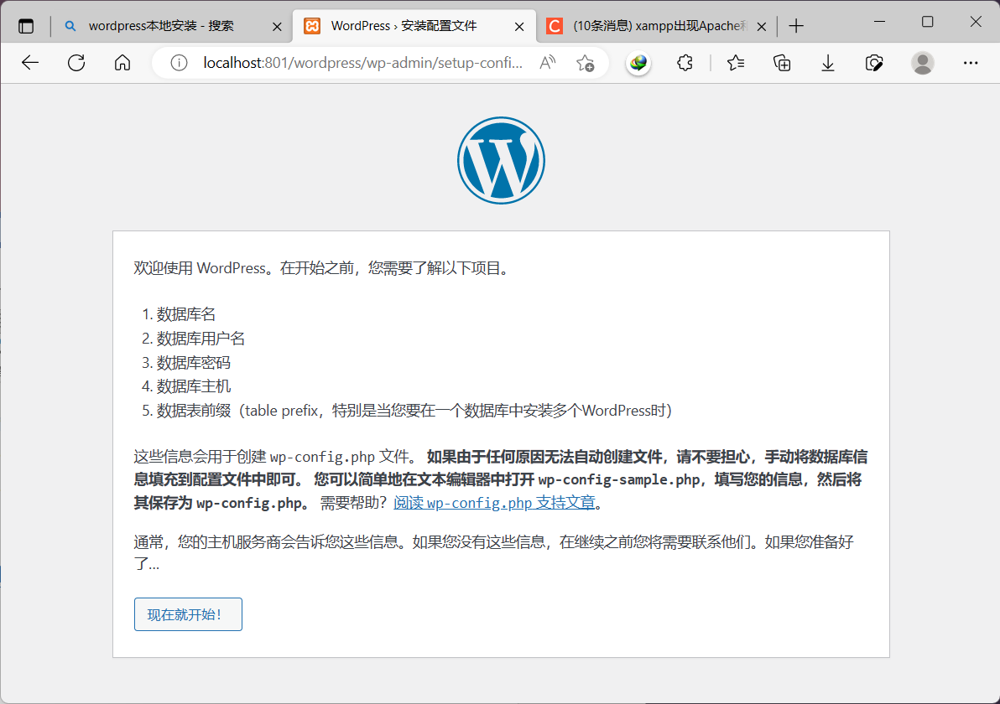 wordpress本地安装 - 搜索
WordPress › 安装配置文件
(10条消息) xampp出现Apache和
localhost:801/wordpress/wp-admin/setup-confi...
欢迎使用 WordPress。在开始之前，您需要了解以下项目。
1. 数据库名
2. 数据库用户名
3. 数据库密码
4. 数据库主机
5. 数据表前缀（table prefix，特别是当您要在一个数据库中安装多个WordPress时）
这些信息会用于创建 wp-config.php 文件。 如果由于任何原因无法自动创建文件，请不要担心，手动将数据库信
息填充到配置文件中即可。 您可以简单地在文本编辑器中打开 wp-config-sample.php，填写您的信息，然后将
其保存为 wp-config.php。 需要帮助？阅读 wp-config.php 支持文章。
通常，您的主机服务商会告诉您这些信息。如果您没有这些信息，在继续之前您将需要联系他们。如果您准备好
了...
现在就开始！